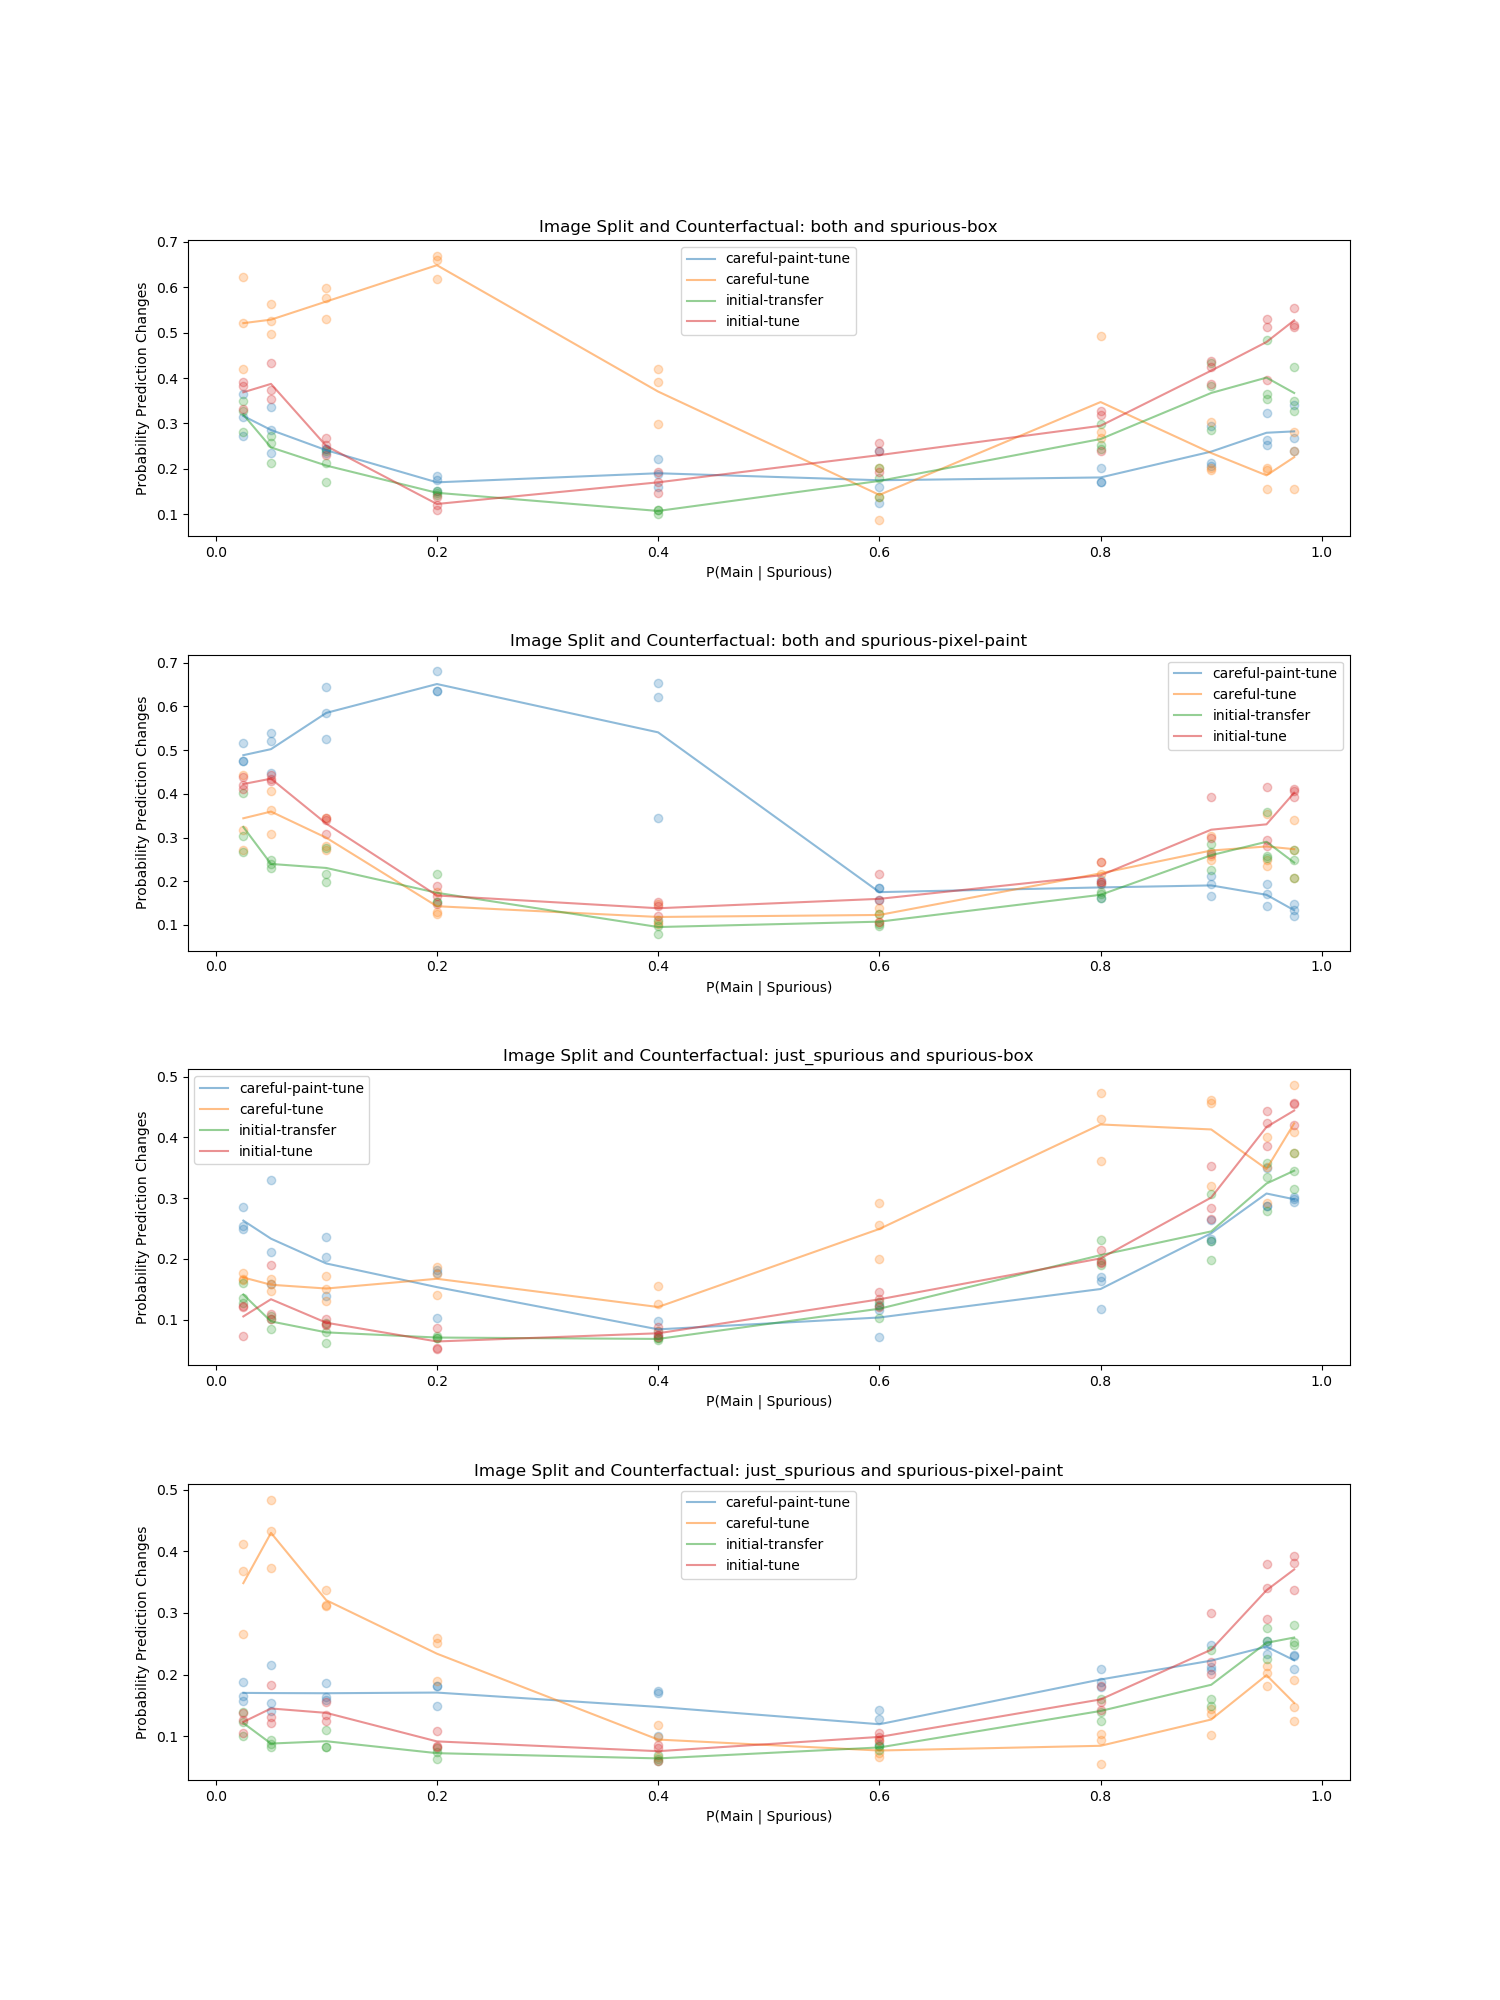 Image Split and Counterfactual: both and spurious-box
Probability Prediction Changes
0.7
0.6
0.5
0.4
0.3
0.2
0.1
careful-paint-tune
careful-tune
initial-transfer
initial-tune
0.0 0.2 0.4 0.6 0.8 1.0
P(Main | Spurious)
Image Split and Counterfactual: both and spurious-pixel-paint
Probability Prediction Changes
0.7
0.6
0.5
0.4
0.3
0.2
0.1
careful-paint-tune
careful-tune
initial-transfer
initial-tune
0.0 0.2 0.4 0.6 0.8 1.0
P(Main | Spurious)
Image Split and Counterfactual: just_spurious and spurious-box
Probability Prediction Changes
0.5
0.4
0.3
0.2
0.1
careful-paint-tune
careful-tune
initial-transfer
initial-tune
0.0 0.2 0.4 0.6 0.8 1.0
P(Main | Spurious)
Image Split and Counterfactual: just_spurious and spurious-pixel-paint
Probability Prediction Changes
0.5
0.4
0.3
0.2
0.1
careful-paint-tune
careful-tune
initial-transfer
initial-tune
0.0 0.2 0.4 0.6 0.8 1.0
P(Main | Spurious)